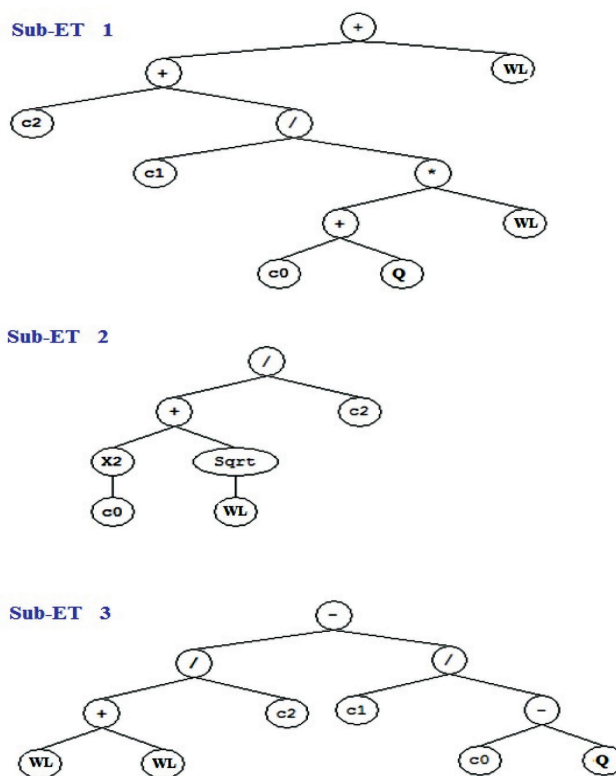 Sub-ET 1
+
+ WL
c2 /
c1 *
+ WL
c0 Q
Sub-ET 2
/
+ c2
X2 Sqrt
c0 WL
Sub-ET 3
-
/ /
+ c2 c1 -
WL WL c0 Q